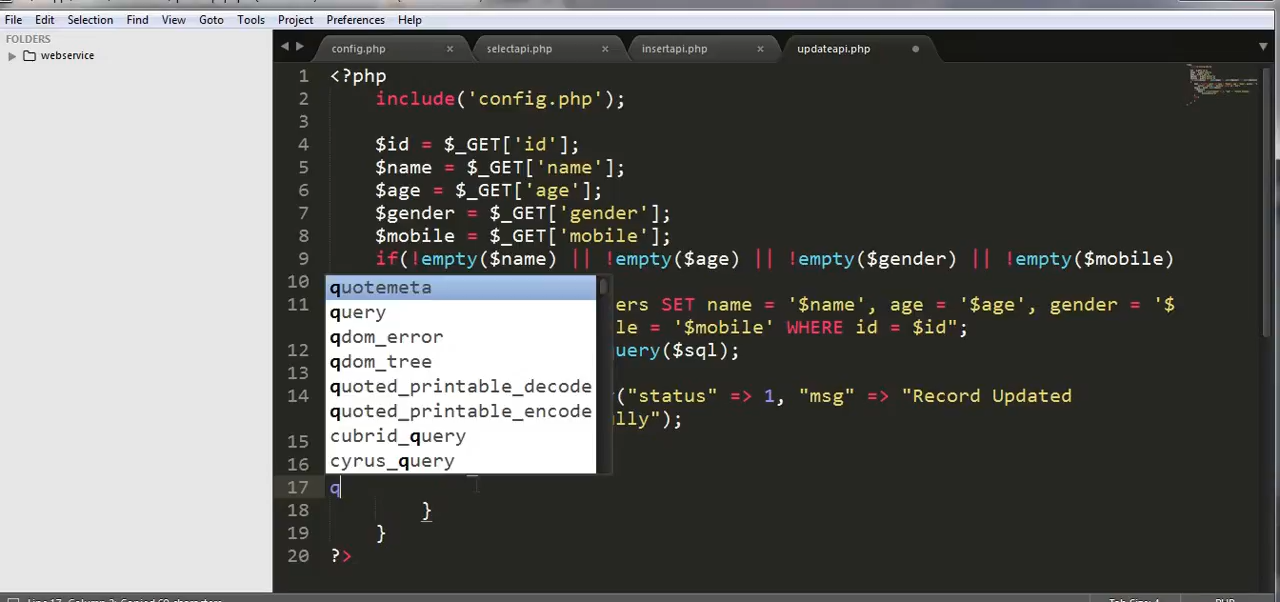 File Edit Selection Find View Goto Tools Project Preferences Help
FOLDERS
webservice
config.php × selectapi.php × insertapi.php × updateapi.php
1 <?php
2 include('config.php');
3
4 $id = $_GET['id'];
5 $name = $_GET['name'];
6 $age = $_GET['age'];
7 $gender = $_GET['gender'];
8 $mobile = $_GET['mobile'];
9 if(!empty($name) || !empty($age) || !empty($gender) || !empty($mobile)
10
quotemeta
11 ers SET name = '$name', age = '$age', gender = '$
query
le = '$mobile' WHERE id = $id";
qdom_error
12 uery($sql);
qdom_tree
13
quoted_printable_decode
14 ("status" => 1, "msg" => "Record Updated
quoted_printable_encode
lly");
15
cubrid_query
16
cyrus_query
17 q
18 }
19 }
20 ?>